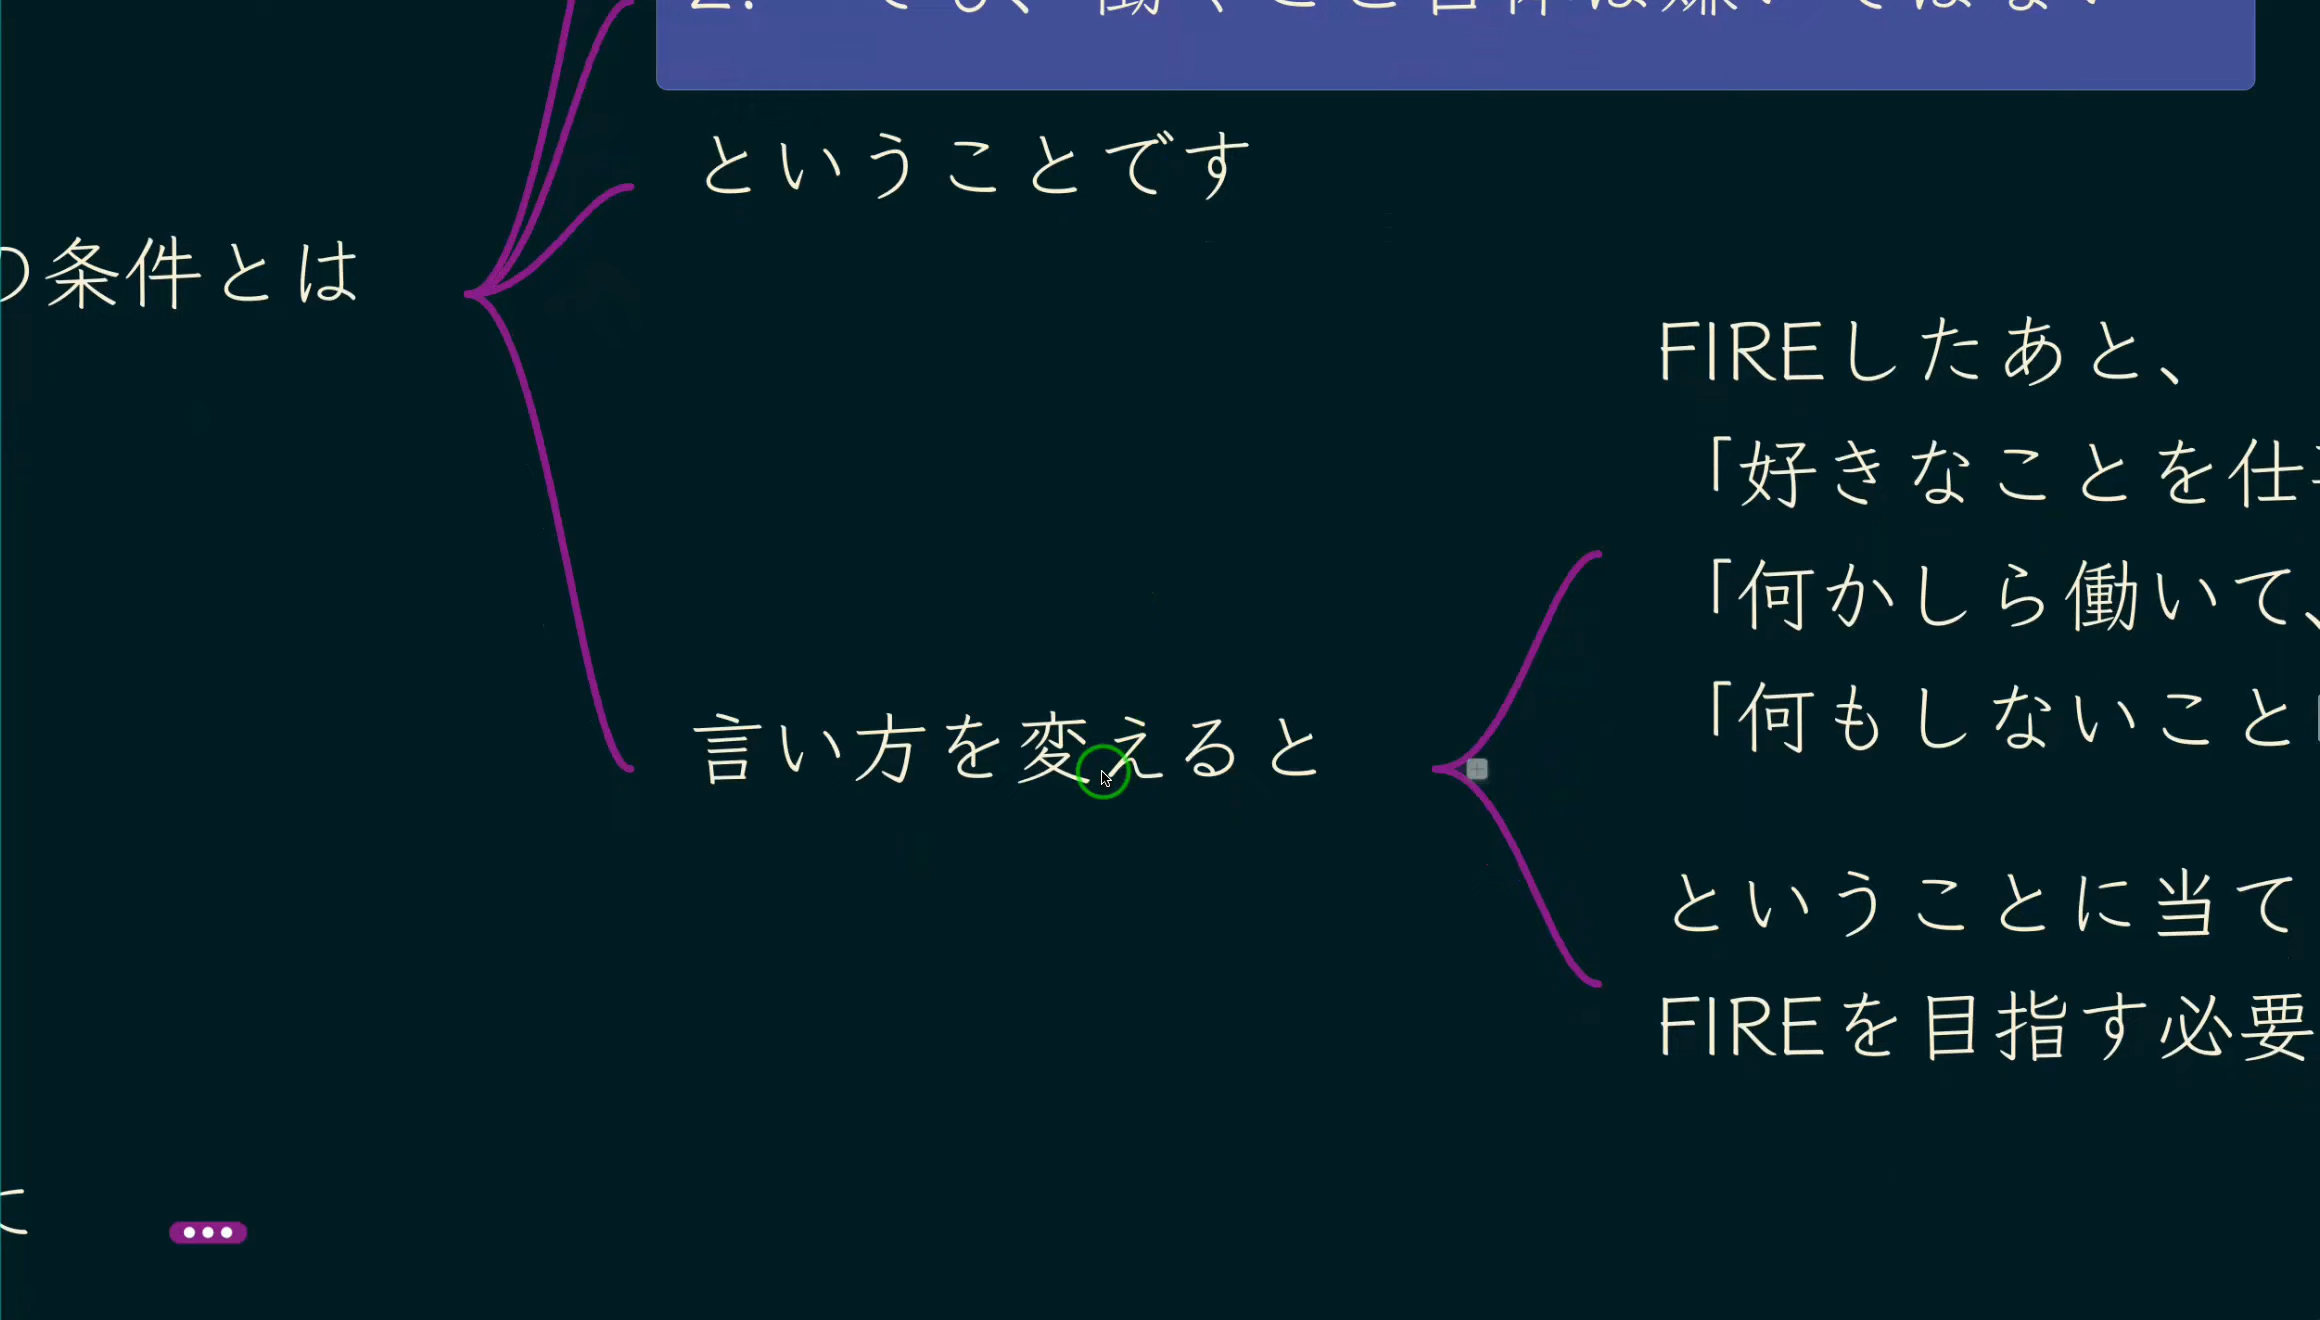 ということです
の条件とは
FIREしたあと、
「好きなことを仕事
「何かしら働いて、
「何もしないこと
言い方を変えると
ということに当て
FIREを目指す必要